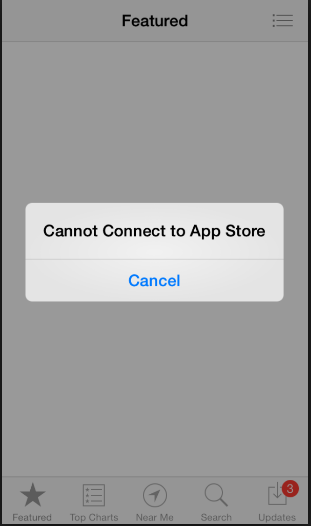 Featured
Cannot Connect to App Store
Cancel
3
Featured Top Charts Near Me Search Updates